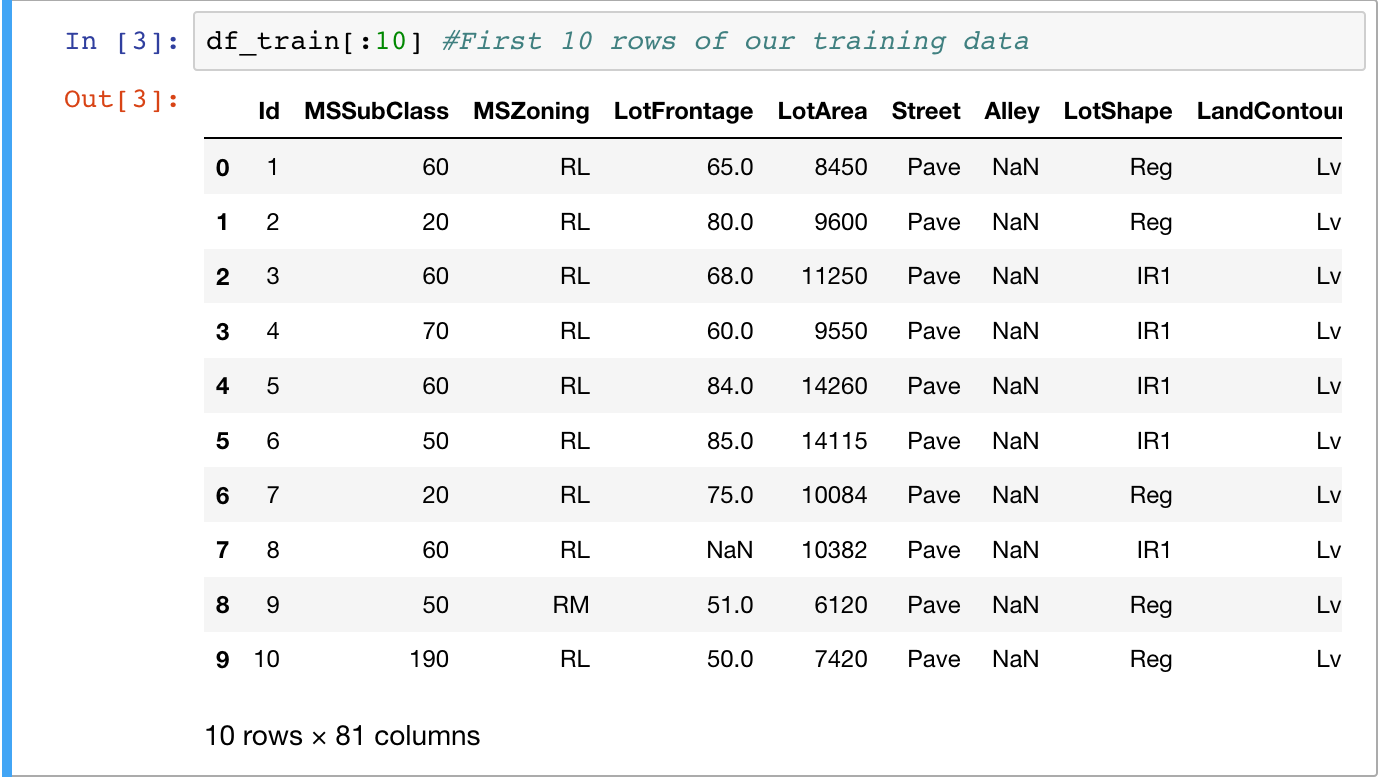 In [3]: df_train[:10] #First 10 rows of our training data
Out[3]:
Id MSSubClass MSZoning LotFrontage LotArea Street Alley LotShape LandContour
0 1 60 RL 65.0 8450 Pave NaN Reg Lv
1 2 20 RL 80.0 9600 Pave NaN Reg Lv
2 3 60 RL 68.0 11250 Pave NaN IR1 Lv
3 4 70 RL 60.0 9550 Pave NaN IR1 Lv
4 5 60 RL 84.0 14260 Pave NaN IR1 Lv
5 6 50 RL 85.0 14115 Pave NaN IR1 Lv
6 7 20 RL 75.0 10084 Pave NaN Reg Lv
7 8 60 RL NaN 10382 Pave NaN IR1 Lv
8 9 50 RM 51.0 6120 Pave NaN Reg Lv
9 10 190 RL 50.0 7420 Pave NaN Reg Lv
10 rows × 81 columns